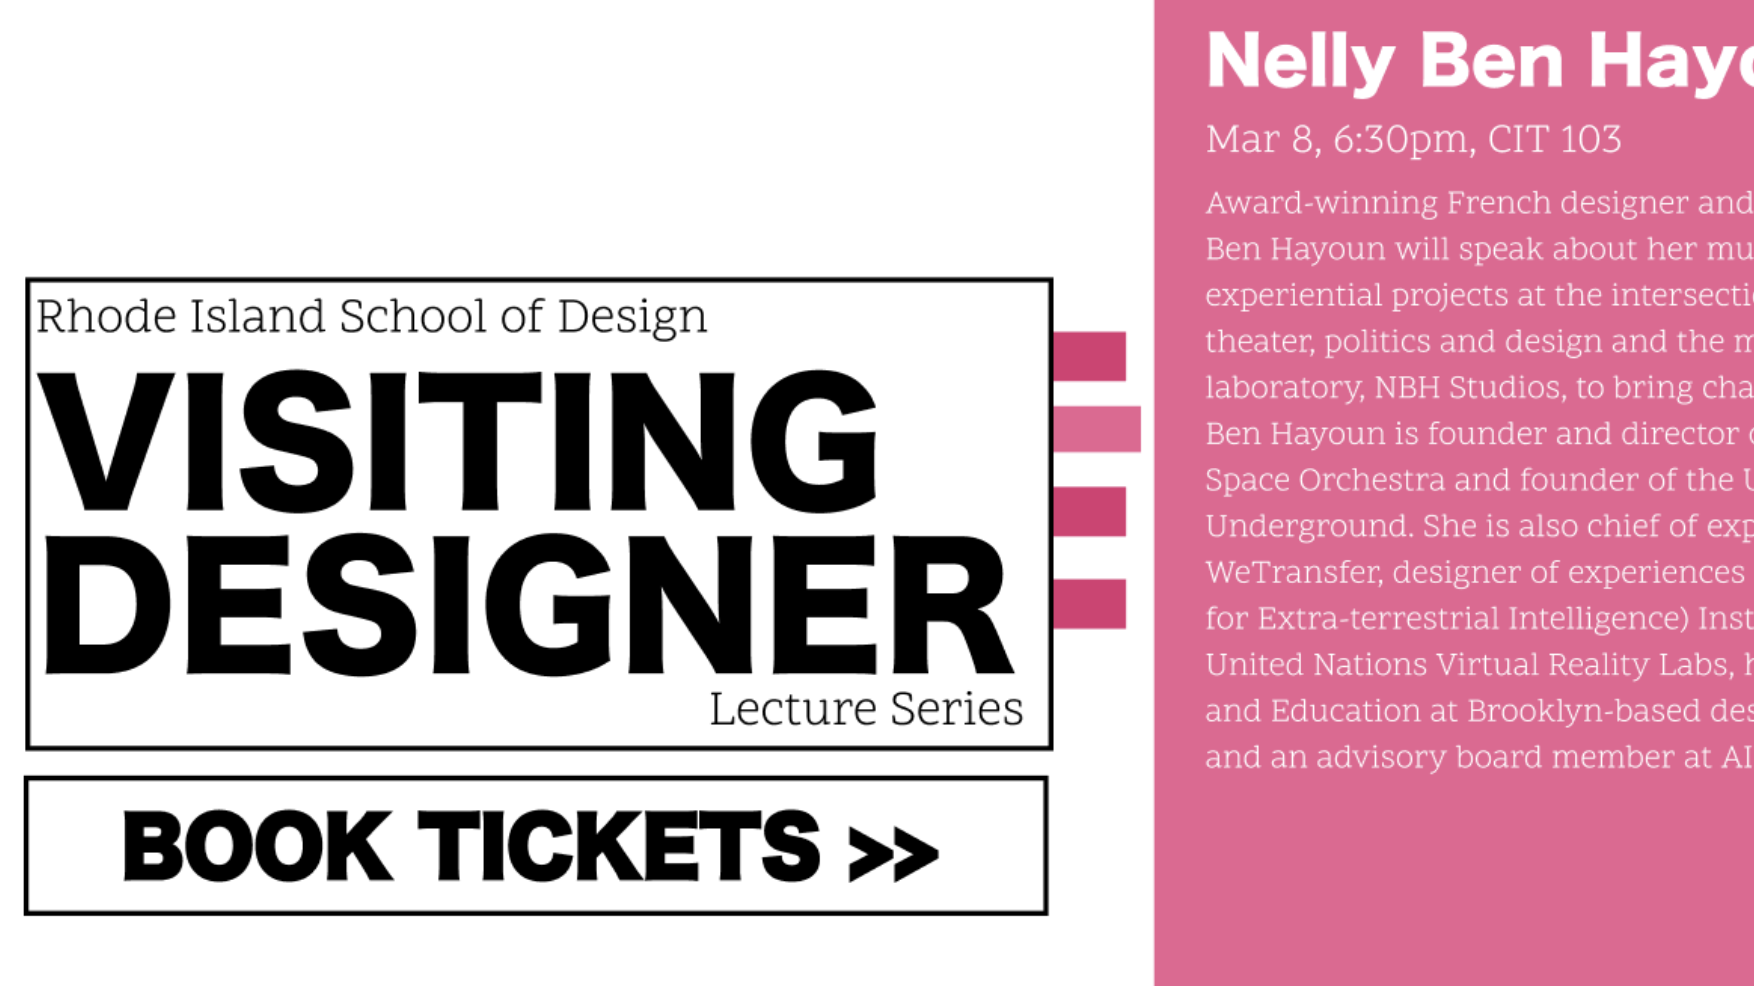 Rhode Island School of Design
VISITING
DESIGNER
Lecture Series
BOOK TICKETS >>
Nelly Ben Hayo
Mar 8, 6:30pm, CIT 103
Award-winning French designer and
Ben Hayoun will speak about her mu
experiential projects at the intersecti
theater, politics and design and the m
laboratory, NBH Studios, to bring cha
Ben Hayoun is founder and director
Space Orchestra and founder of the U
Underground. She is also chief of exp
WeTransfer, designer of experiences
for Extra-terrestrial Intelligence) Inst
United Nations Virtual Reality Labs, h
and Education at Brooklyn-based des
and an advisory board member at AI